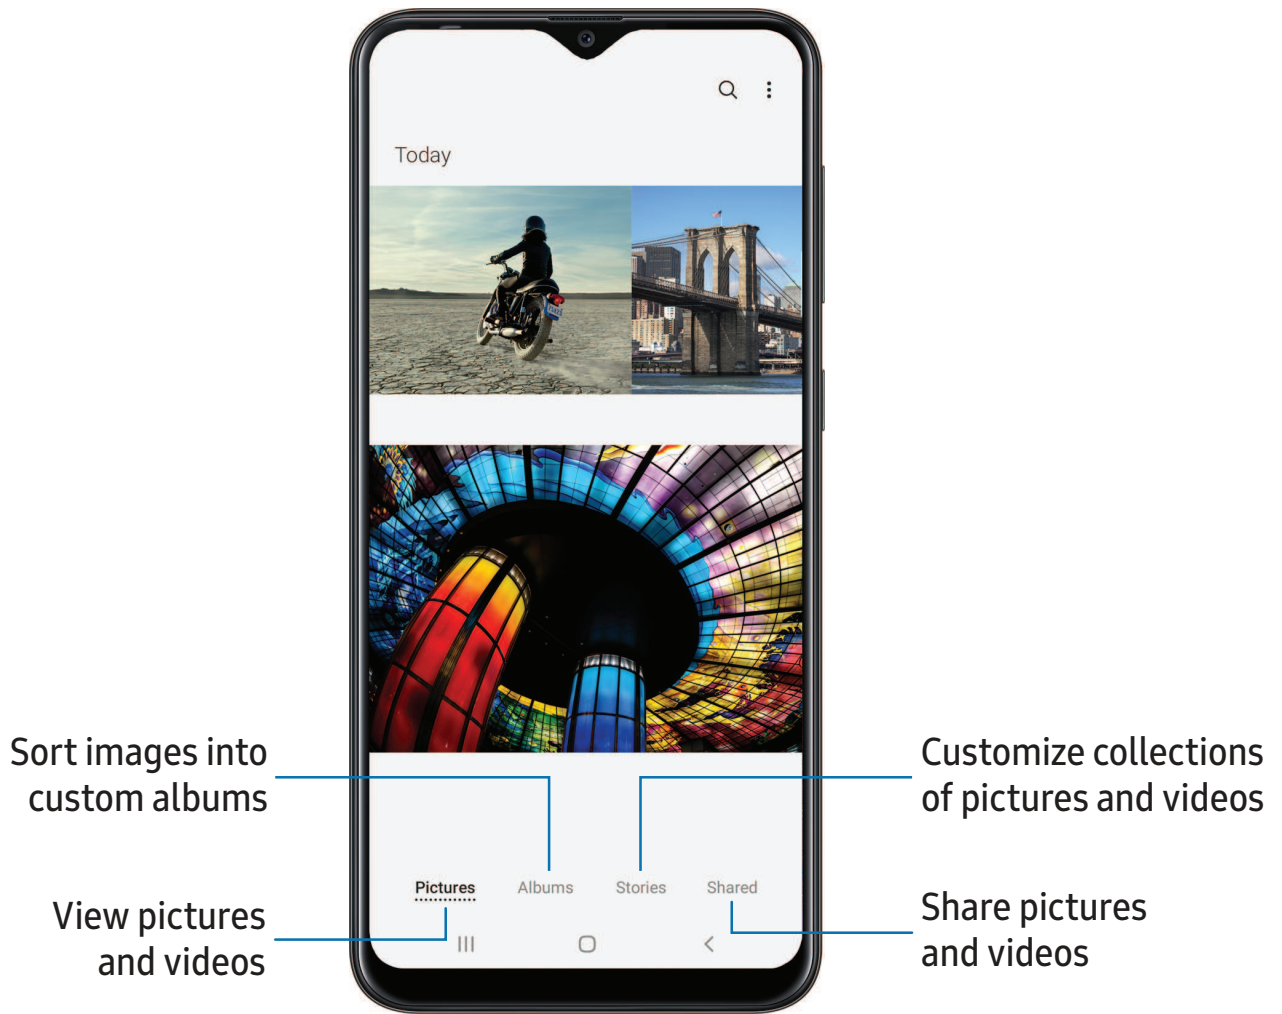 Today
Sort images into
custom albums
Customize collections
of pictures and videos
Pictures
Albums
Stories
Shared
View pictures
and videos
Share pictures
and videos